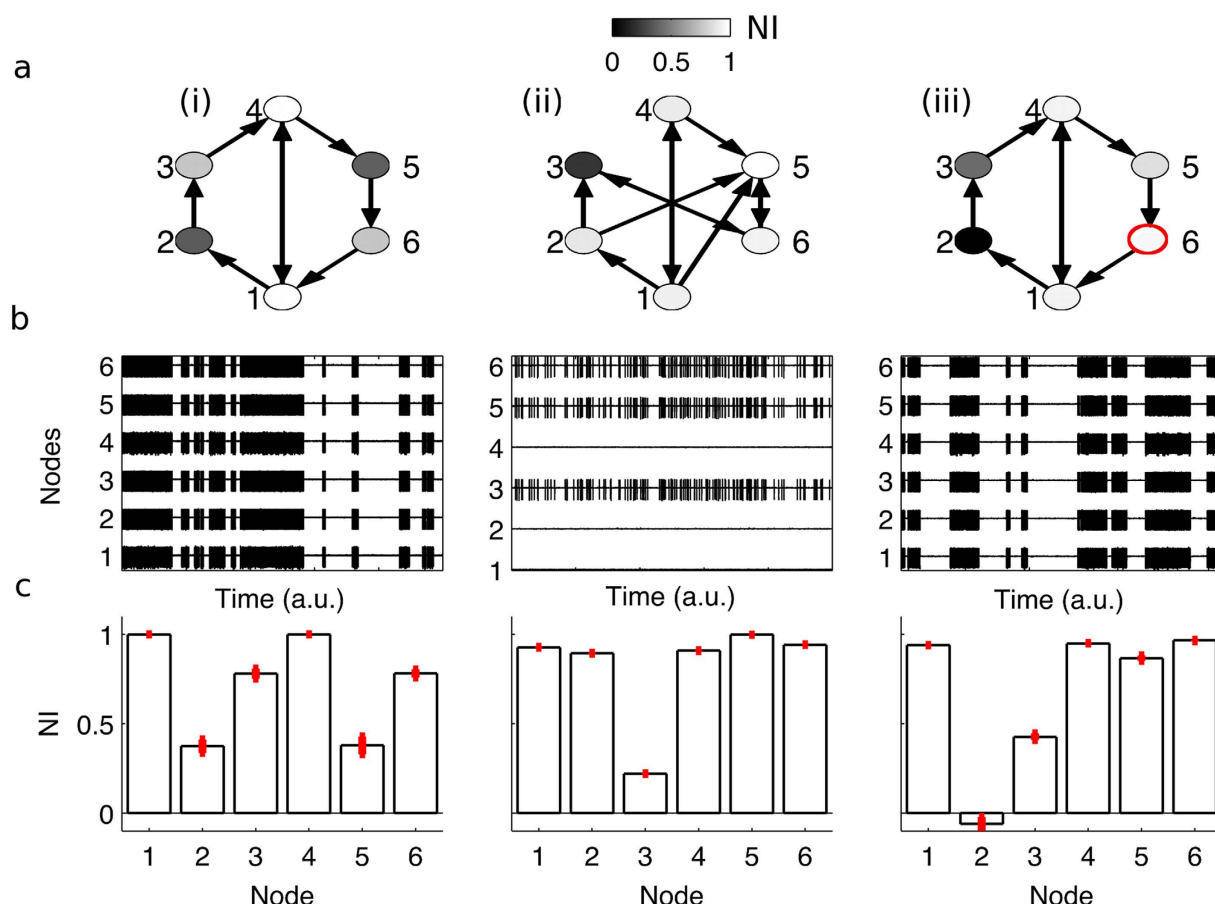 NI
0 0.5 1
a
(i) (ii) (iii)
4 4 4
3 5 3 5 3 5
2 6 2 6 2 6
1 1 1
b
Nodes
6 6 6
5 5 5
4 4 4
3 3 3
2 2 2
1 1 1
Time (a.u.) Time (a.u.) Time (a.u.)
c
NI
1
0.5
0
1 2 3 4 5 6 1 2 3 4 5 6 1 2 3 4 5 6
Node Node Node